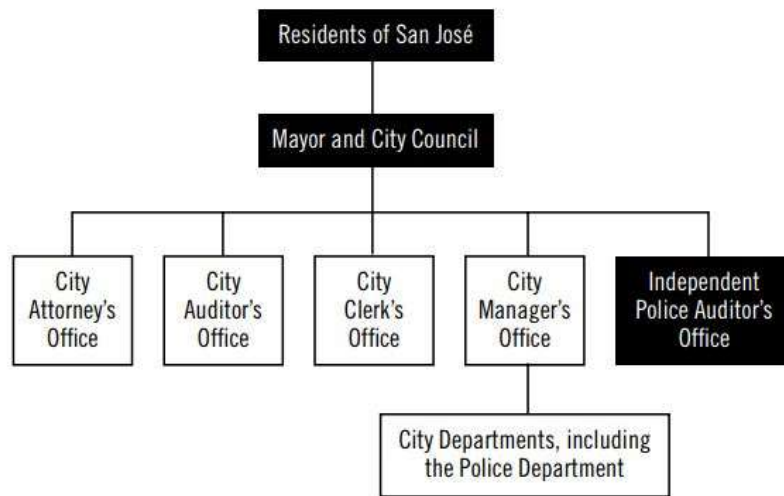 Residents of San José
Mayor and City Council
City
Attorney's
Office
City
Auditor's
Office
City
Clerk's
Office
City
Manager's
Office
Independent
Police Auditor's
Office
City Departments, including
the Police Department